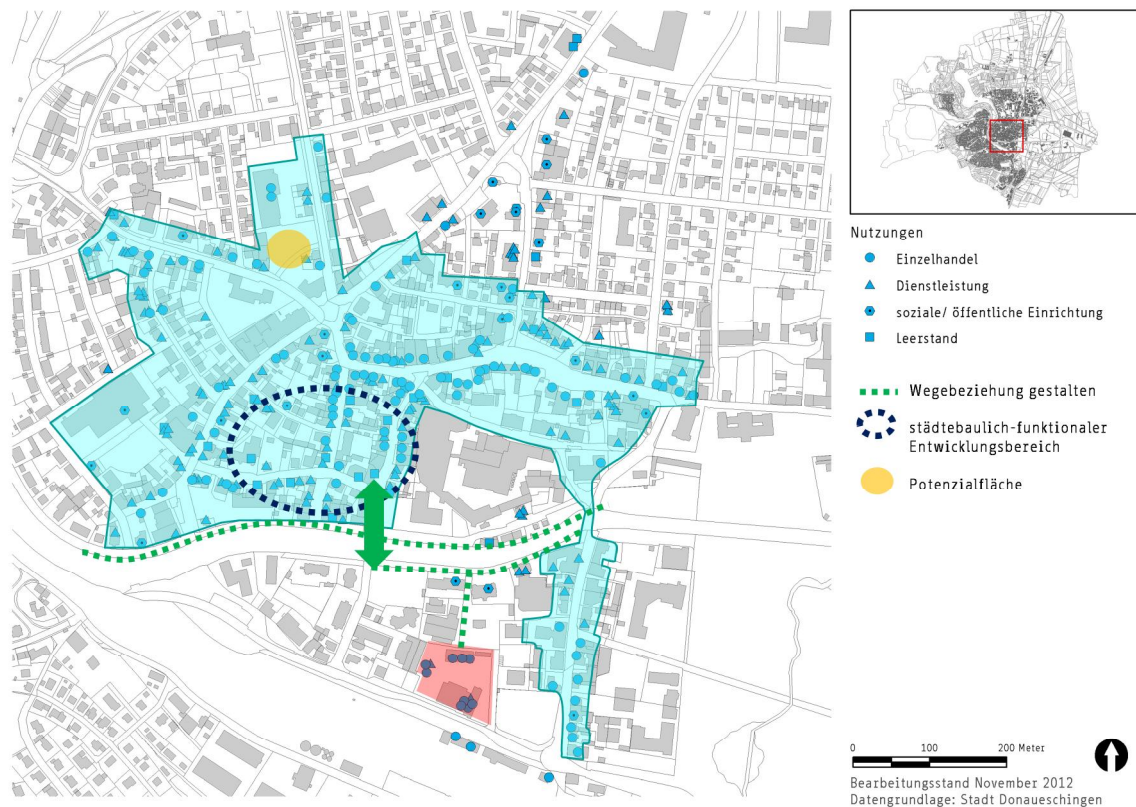 Nutzungen
Einzelhandel
Dienstleistung
soziale/ öffentliche Einrichtung
Leerstand
Wegebeziehung gestalten
städtebaulich-funktionaler
Entwicklungsbereich
Potenzialfläche
0 100 200 Meter
Bearbeitungsstand November 2012
Datengrundlage: Stadt Donaueschingen